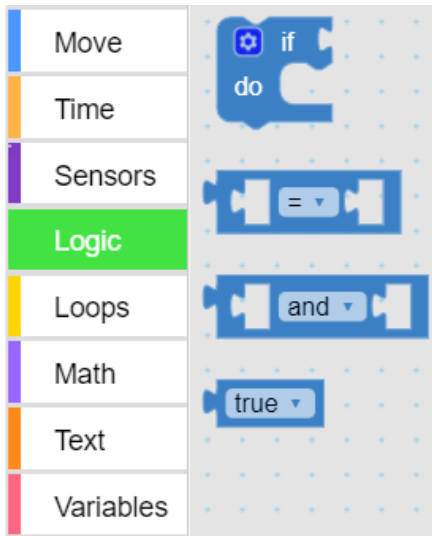 Move
Time
Sensors
Logic
Loops
Math
Text
Variables
if
do
=
and
true